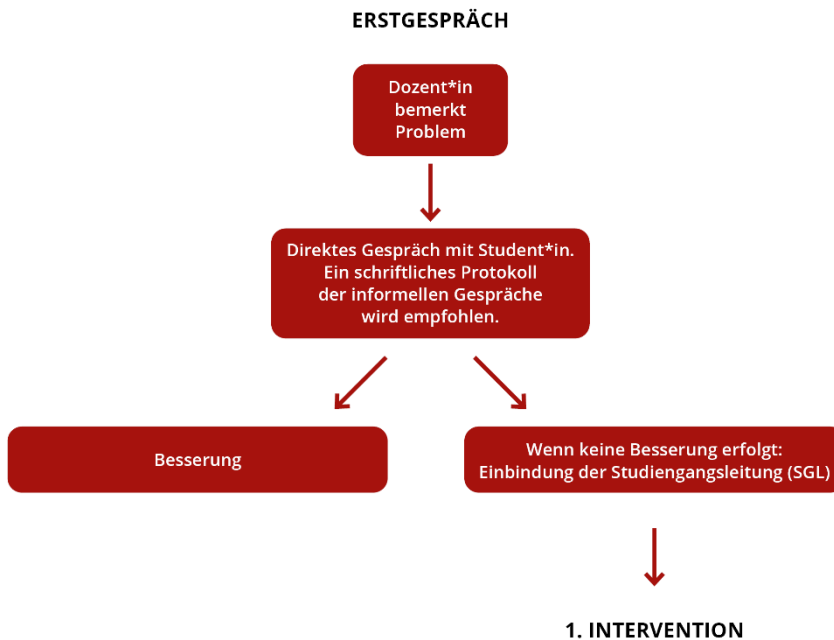 ERSTGESPRÄCH
Dozent*in
bemerkt
Problem
Direktes Gespräch mit Student*in.
Ein schriftliches Protokoll
der informellen Gespräche
wird empfohlen.
Besserung
Wenn keine Besserung erfolgt:
Einbindung der Studiengangsleitung (SGL)
1. INTERVENTION